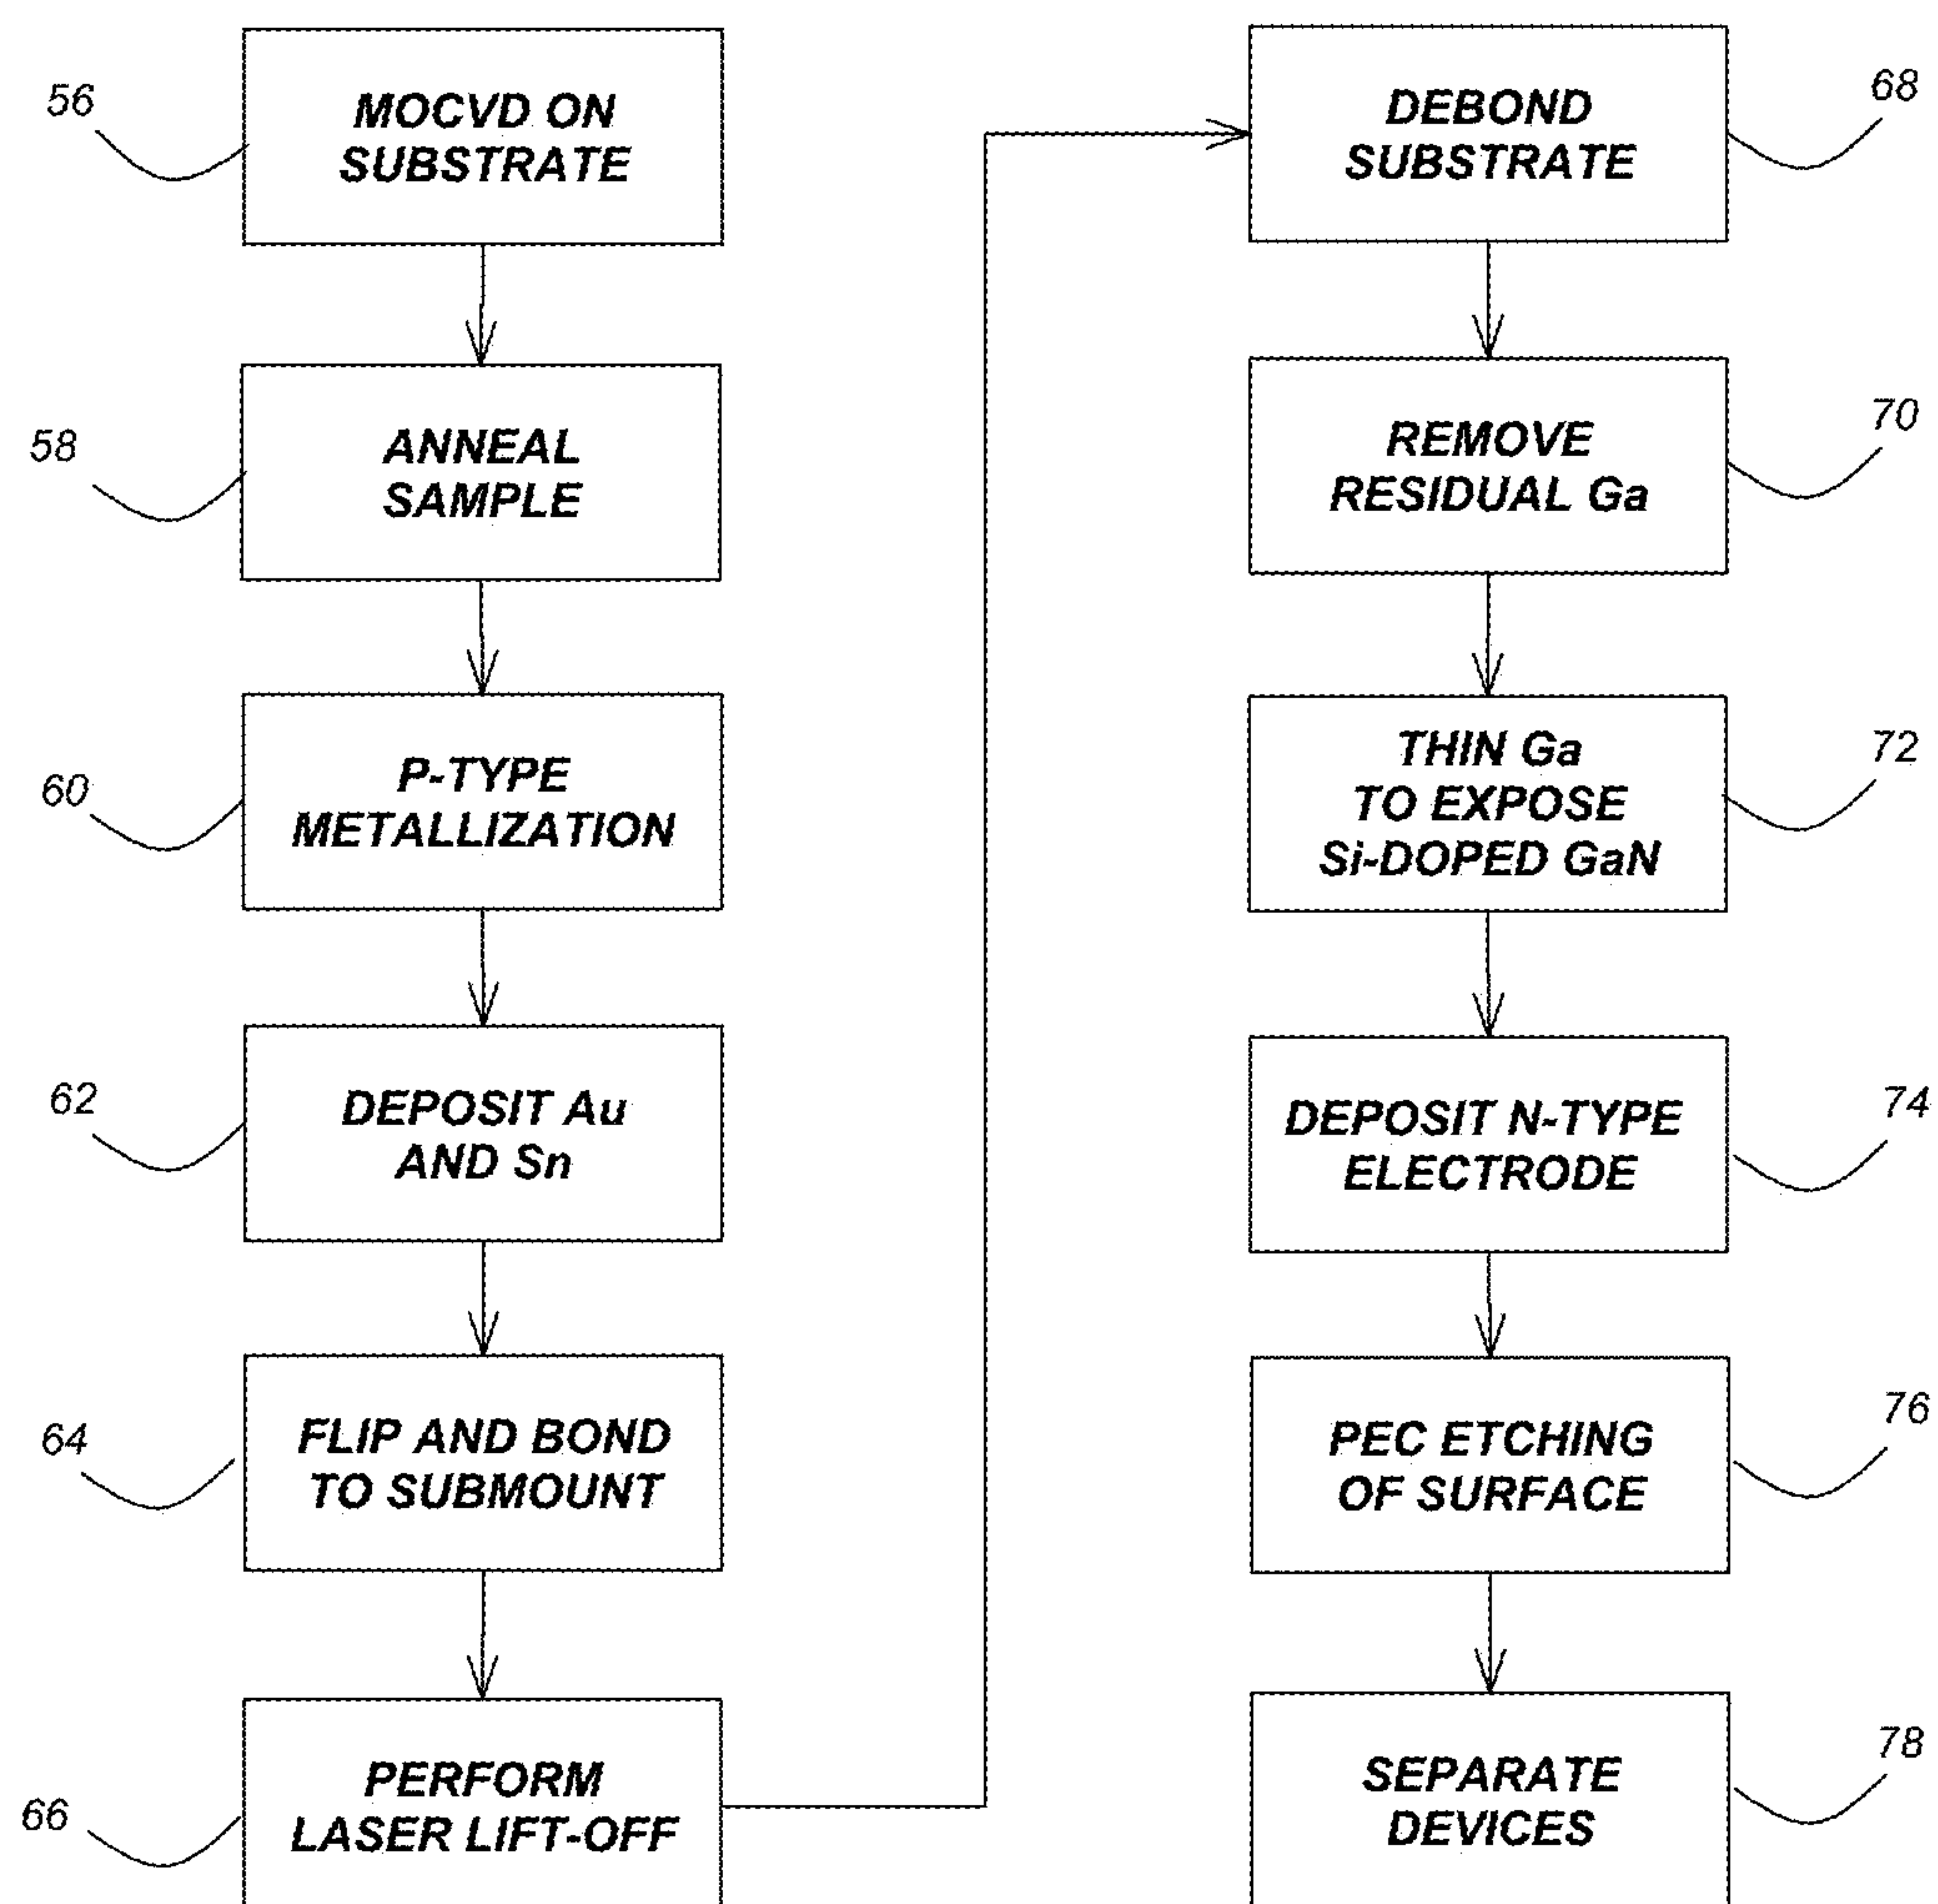 56
MOCVD ON
SUBSTRATE
58
ANNEAL
SAMPLE
60
P-TYPE
METALLIZATION
62
DEPOSIT Au
AND Sn
64
FLIP AND BOND
TO SUBMOUNT
66
PERFORM
LASER LIFT-OFF
68
DEBOND
SUBSTRATE
70
REMOVE
RESIDUAL Ga
72
THIN Ga
TO EXPOSE
Si-DOPED GaN
74
DEPOSIT N-TYPE
ELECTRODE
76
PEC ETCHING
OF SURFACE
78
SEPARATE
DEVICES